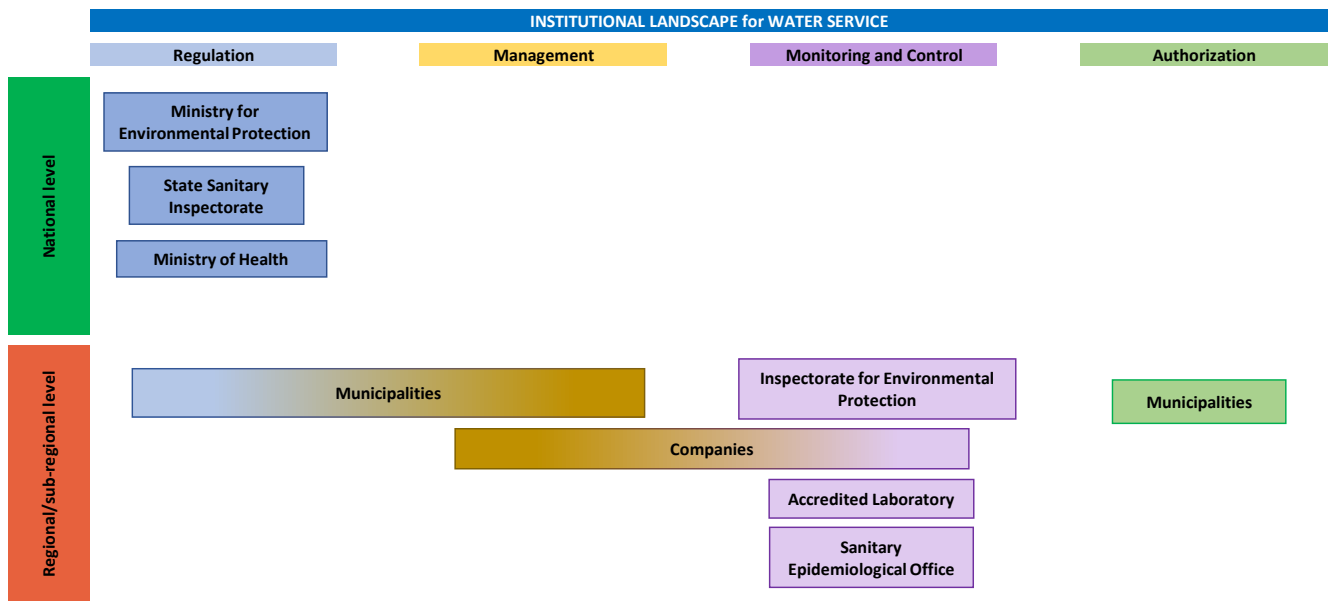 INSTITUTIONAL LANDSCAPE for WATER SERVICE
Regulation
Management
Monitoring and Control
Authorization
National level
Ministry for
Environmental Protection
State Sanitary
Inspectorate
Ministry of Health
Regional/sub-regional level
Municipalities
Inspectorate for Environmental
Protection
Municipalities
Companies
Accredited Laboratory
Sanitary
Epidemiological Office